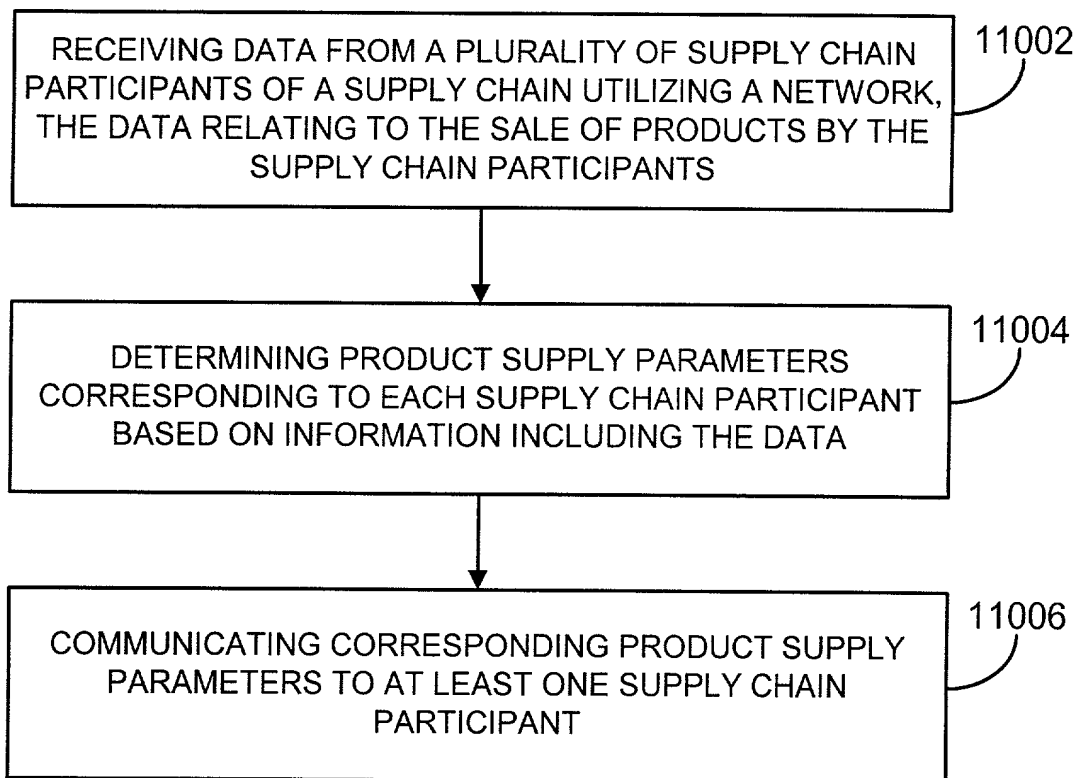 RECEIVING DATA FROM A PLURALITY OF SUPPLY CHAIN
PARTICIPANTS OF A SUPPLY CHAIN UTILIZING A NETWORK,
THE DATA RELATING TO THE SALE OF PRODUCTS BY THE
SUPPLY CHAIN PARTICIPANTS
11002
DETERMINING PRODUCT SUPPLY PARAMETERS
CORRESPONDING TO EACH SUPPLY CHAIN PARTICIPANT
BASED ON INFORMATION INCLUDING THE DATA
11004
COMMUNICATING CORRESPONDING PRODUCT SUPPLY
PARAMETERS TO AT LEAST ONE SUPPLY CHAIN
PARTICIPANT
11006